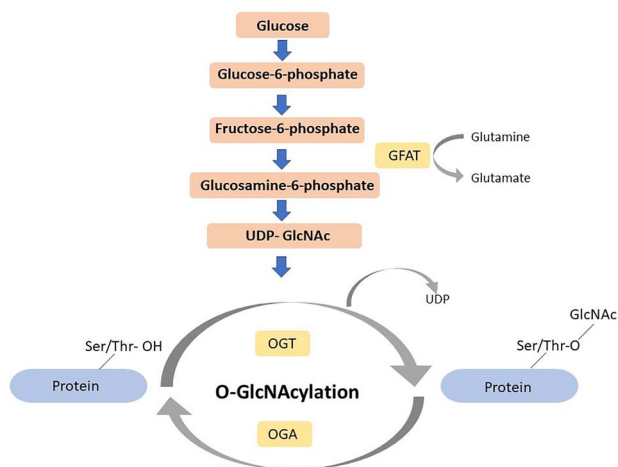 Glucose
Glucose-6-phosphate
Fructose-6-phosphate
Glutamine
GFAT
Glutamate
Glucosamine-6-phosphate
UDP- GlcNAc
UDP
GlcNAc
Ser/Thr- OH
OGT
Ser/Thr-O
Protein
O-GlcNAcylation
Protein
OGA